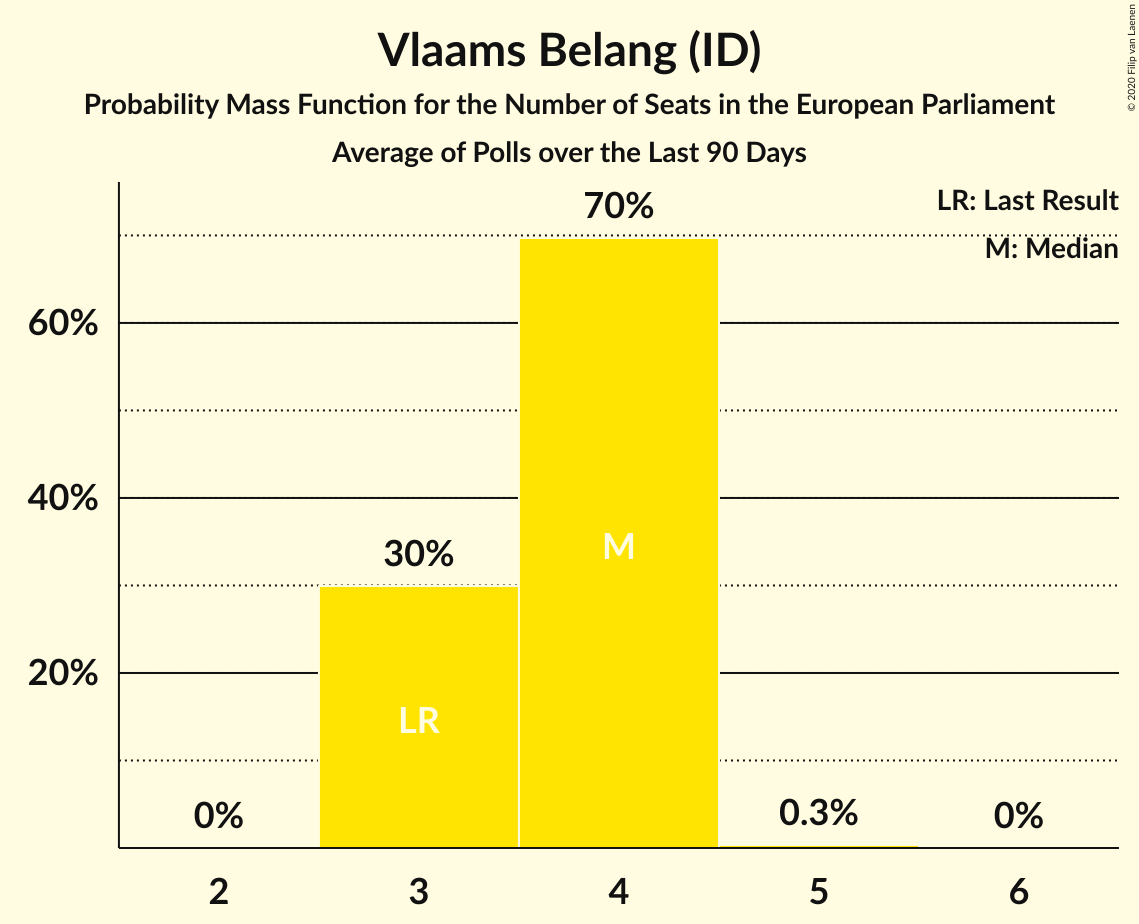 Vlaams Belang (ID)
Probability Mass Function for the Number of Seats in the European Parliament
Average of Polls over the Last 90 Days
© 2020 Filip van Laenen
LR: Last Result
M: Median
70%
60%
40%
30%
20%
M
LR
0%
0.3%
0%
2 3 4 5 6